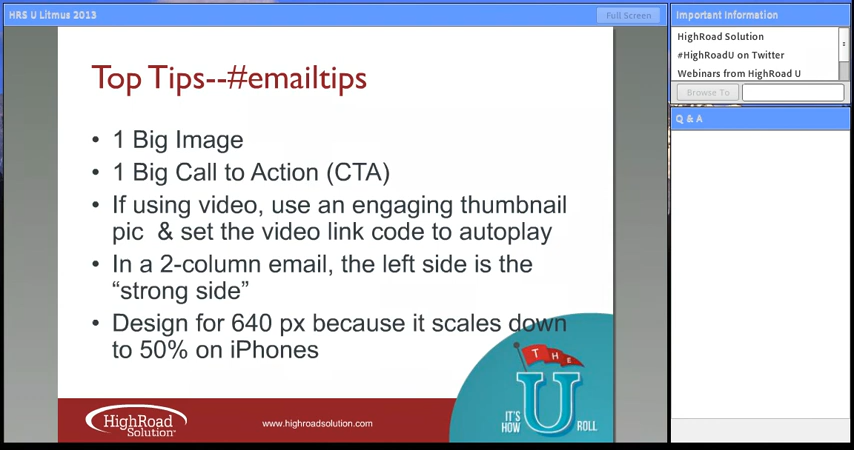 HRS U Litmus 2013
Full Screen
Top Tips--#emailtips
• 1 Big Image
• 1 Big Call to Action (CTA)
• If using video, use an engaging thumbnail
pic & set the video link code to autoplay
• In a 2-column email, the left side is the
“strong side”
• Design for 640 px because it scales down
to 50% on iPhones
THE
U
IT'S
HOW
ROLL
HighRoad
Solution
www.highroadsolution.com
Important Information
HighRoad Solution
#HighRoadU on Twitter
Webinars from HighRoad U
Browse To
Q & A